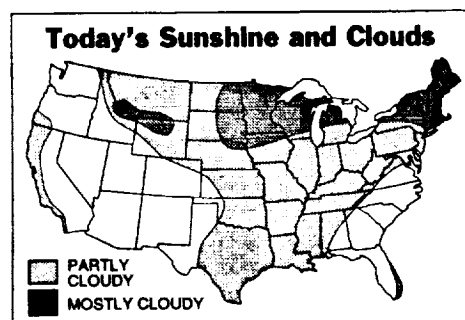 Today's Sunshine and Clouds
PARTLY
CLOUDY
MOSTLY CLOUDY